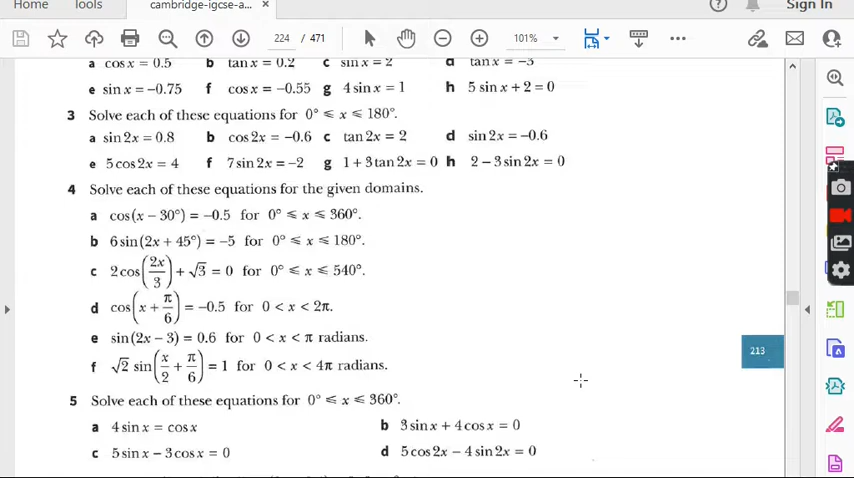 Home Tools cambridge-igcse-a... × Sign In
224 / 471 101%
a cos x = 0.5 b tan x = 0.2 c sin x = 2 d tan x = −3
e sin x = −0.75 f cos x = −0.55 g 4 sin x = 1 h 5 sin x + 2 = 0
3 Solve each of these equations for 0° ⩽ x ⩽ 180°.
a sin 2x = 0.8 b cos 2x = −0.6 c tan 2x = 2 d sin 2x = −0.6
e 5 cos 2x = 4 f 7 sin 2x = −2 g 1 + 3 tan 2x = 0 h 2 − 3 sin 2x = 0
4 Solve each of these equations for the given domains.
a cos(x − 30°) = −0.5 for 0° ⩽ x ⩽ 360°.
b 6 sin(2x + 45°) = −5 for 0° ⩽ x ⩽ 180°.
c 2 cos(2x/3) + √3 = 0 for 0° ⩽ x ⩽ 540°.
d cos(x + π/6) = −0.5 for 0 < x < 2π.
e sin(2x − 3) = 0.6 for 0 < x < π radians.
f √2 sin(x/2 + π/6) = 1 for 0 < x < 4π radians.
213
5 Solve each of these equations for 0° ⩽ x ⩽ 360°.
a 4 sin x = cos x b 3 sin x + 4 cos x = 0
c 5 sin x − 3 cos x = 0 d 5 cos 2x − 4 sin 2x = 0